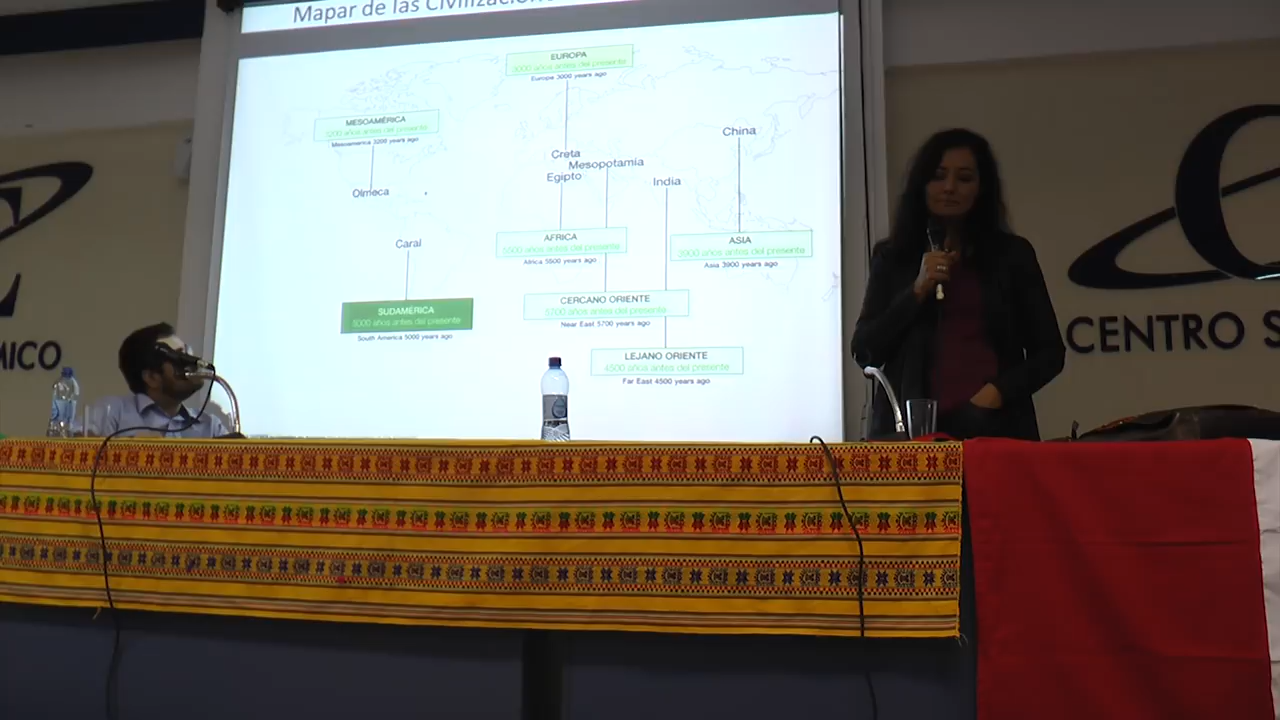 Mapar de las Civilizacione
EUROPA
3000 años antes del presente
Europa 3000 years ago
MESOAMÉRICA
3200 años antes del presente
Mesoamerica 3200 years ago
China
Creta
Mesopotamia
Egipto
India
Olmeca
Caral
AFRICA
5500 años antes del presente
Africa 5500 years ago
ASIA
3900 años antes del presente
Asia 3900 years ago
CERCANO ORIENTE
5700 años antes del presente
Near East 5700 years ago
SUDAMÉRICA
5000 años antes del presente
South America 5000 years ago
LEJANO ORIENTE
4500 años antes del presente
Far East 4500 years ago
MICO
CENTRO S